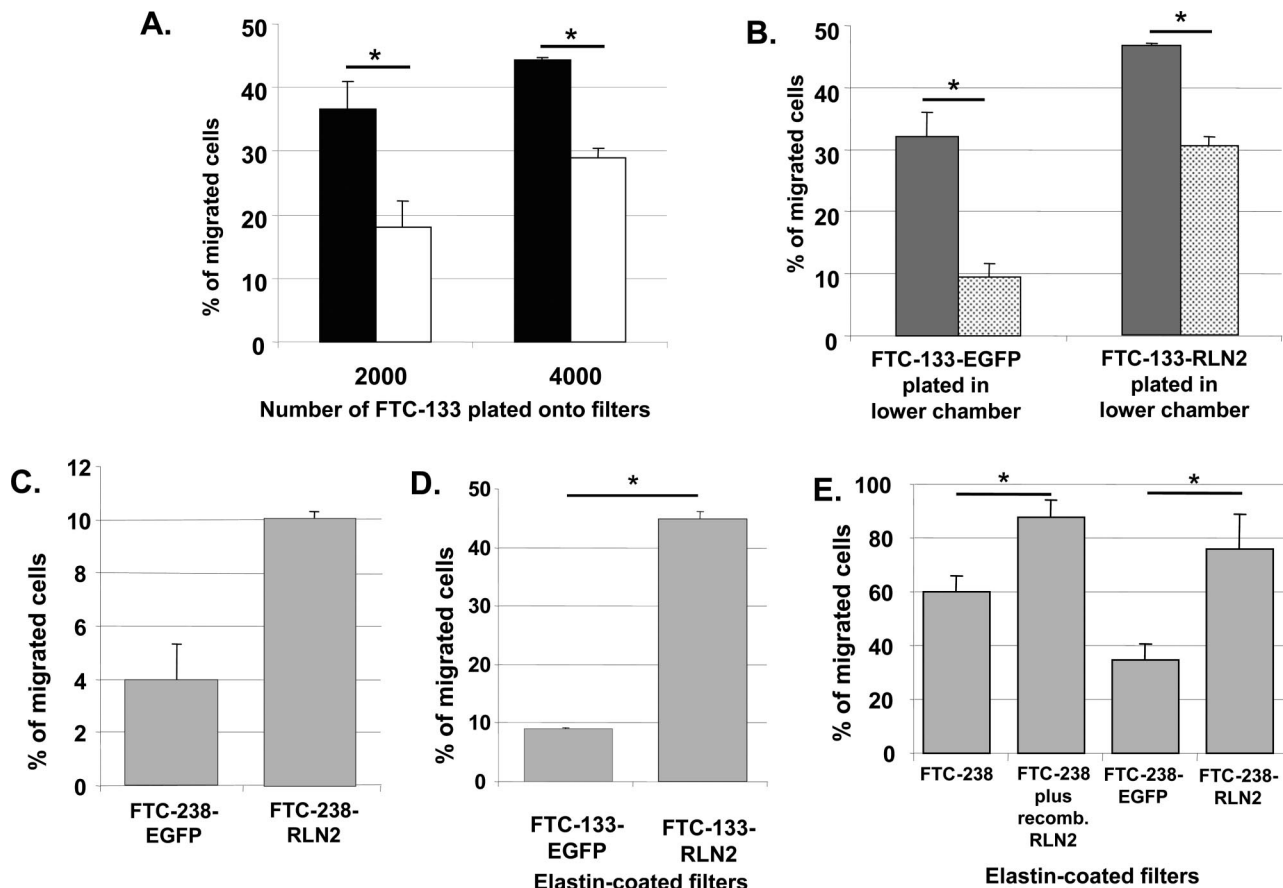 A.
% of migrated cells
50
40
30
20
10
0
*
*
2000
4000
Number of FTC-133 plated onto filters
B.
% of migrated cells
50
40
30
20
10
0
*
*
FTC-133-EGFP
plated in
lower chamber
FTC-133-RLN2
plated in
lower chamber
C.
% of migrated cells
12
10
8
6
4
2
0
FTC-238-
EGFP
FTC-238-
RLN2
D.
% of migrated cells
50
40
30
20
10
0
*
FTC-133-
EGFP
FTC-133-
RLN2
Elastin-coated filters
E.
% of migrated cells
100
80
60
40
20
0
*
*
FTC-238
FTC-238
plus
recomb.
RLN2
FTC-238-
EGFP
FTC-238-
RLN2
Elastin-coated filters